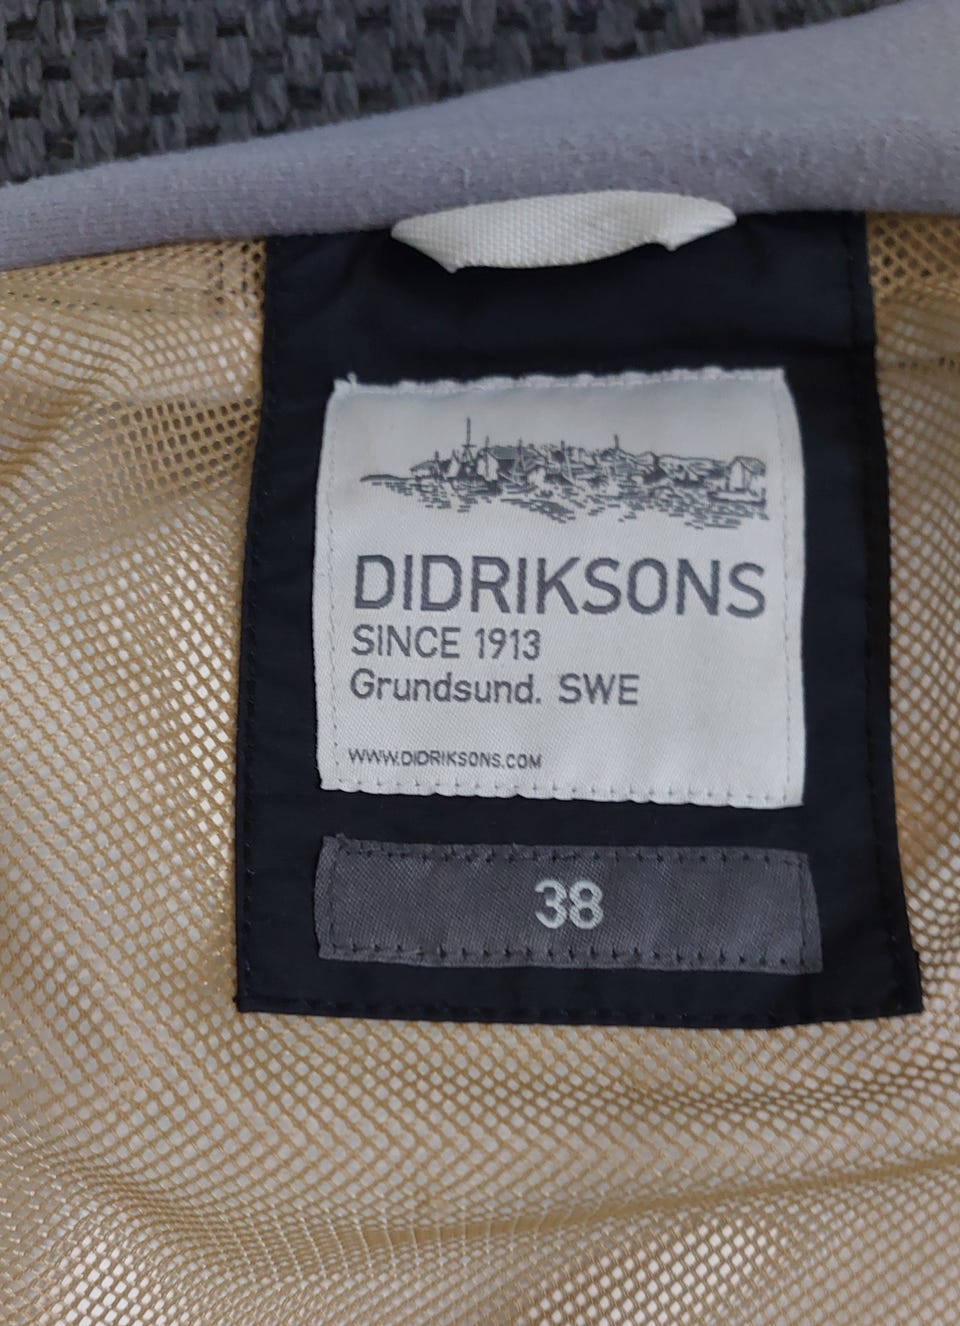 DIDRIKSONS
SINCE 1913
Grundsund. SWE
WWW.DIDRIKSONS.COM
38